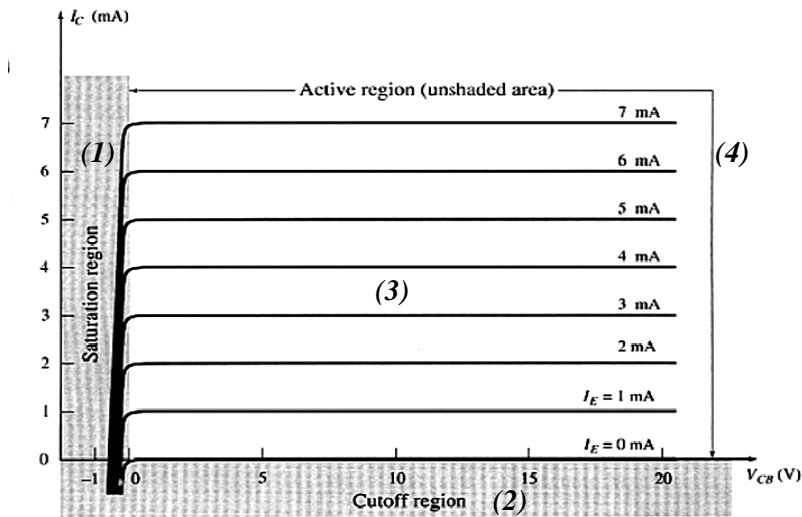 I_C (mA)
Active region (unshaded area)
7 mA
7
(1)
(4)
6 mA
6
5 mA
5
Saturation region
4 mA
4
(3)
3 mA
3
2 mA
2
I_E = 1 mA
1
I_E = 0 mA
0
−1 0 5 10 15 20 V_CB (V)
Cutoff region (2)